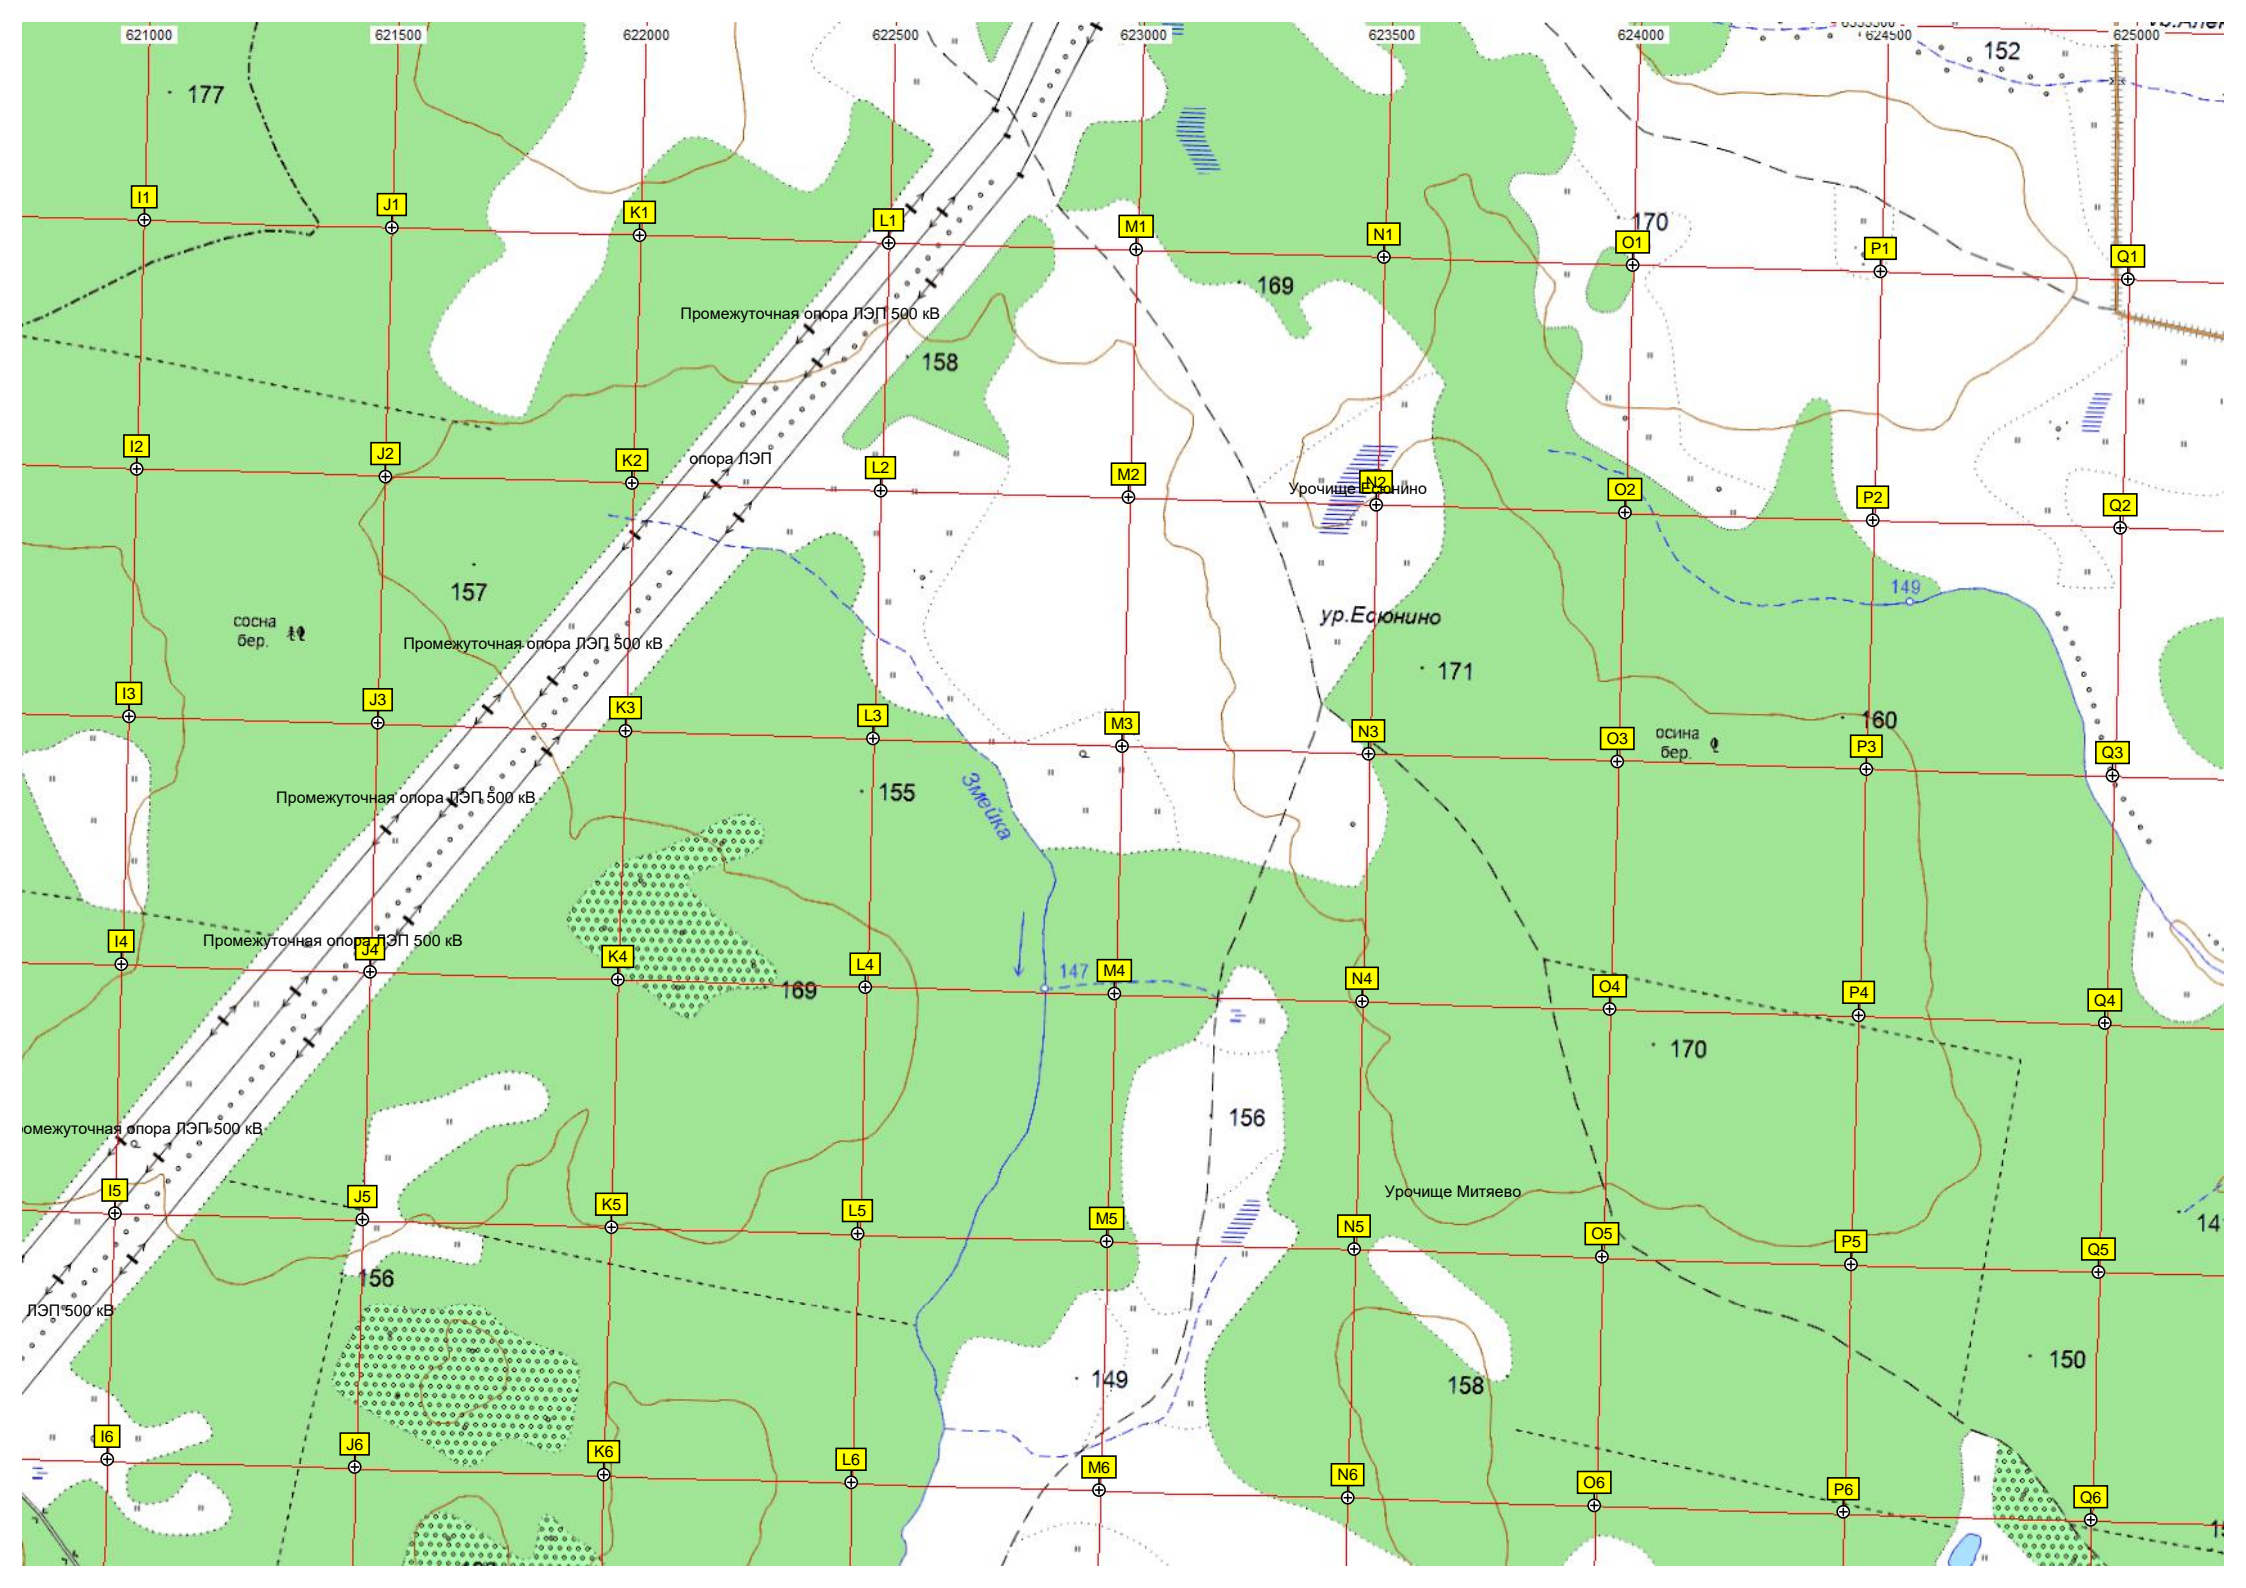 621000 621500 622000 622500 623000 623500 624000 624500 625000
152
177
I1 J1 K1 L1 M1 N1 O1 P1 Q1
170
169
Промежуточная опора ЛЭП 500 кВ
158
I2 J2 K2 L2 M2 N2 O2 P2 Q2
опора ЛЭП
Урочище Есюнино
157
149
сосна
бер.
ур.Есюнино
Промежуточная опора ЛЭП 500 кВ
171
I3 J3 K3 L3 M3 N3 O3 P3 Q3
160
осина
бер.
155
Змейка
Промежуточная опора ЛЭП 500 кВ
Промежуточная опора ЛЭП 500 кВ
I4 J4 K4 L4 M4 N4 O4 P4 Q4
147
169
170
156
омежуточная опора ЛЭП 500 кВ
Урочище Митяево
I5 J5 K5 L5 M5 N5 O5 P5 Q5
14
156
ЛЭП 500 кВ
149
158
150
I6 J6 K6 L6 M6 N6 O6 P6 Q6